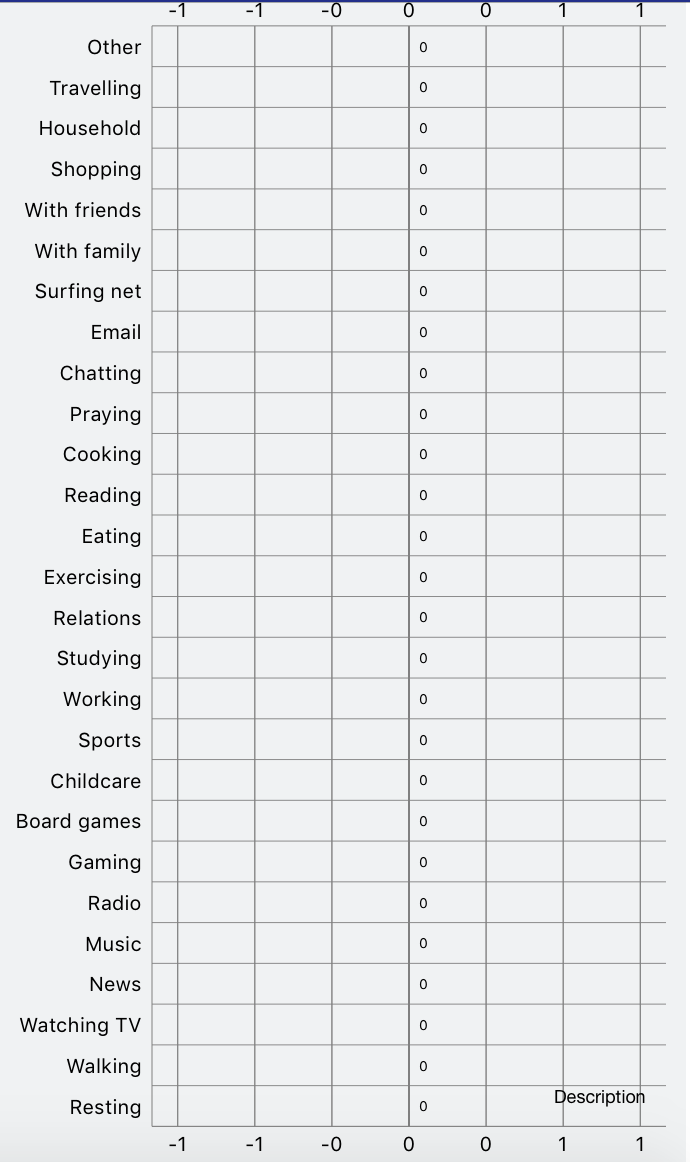 -1 -1 -0 0 0 1 1
Other 0
Travelling 0
Household 0
Shopping 0
With friends 0
With family 0
Surfing net 0
Email 0
Chatting 0
Praying 0
Cooking 0
Reading 0
Eating 0
Exercising 0
Relations 0
Studying 0
Working 0
Sports 0
Childcare 0
Board games 0
Gaming 0
Radio 0
Music 0
News 0
Watching TV 0
Walking 0
Description
Resting 0
-1 -1 -0 0 0 1 1